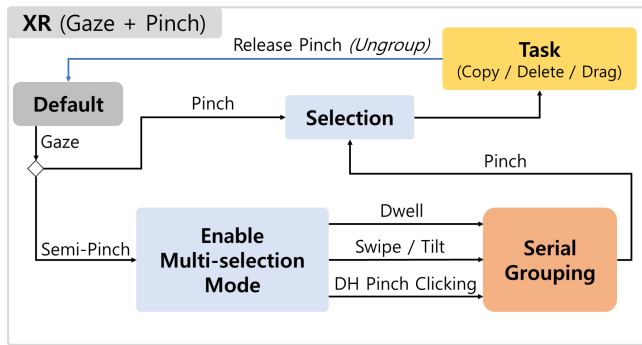 XR (Gaze + Pinch)
Release Pinch (Ungroup)
Task
(Copy / Delete / Drag)
Default
Pinch
Selection
Gaze
Pinch
Semi-Pinch
Enable
Multi-selection
Mode
Dwell
Swipe / Tilt
DH Pinch Clicking
Serial
Grouping